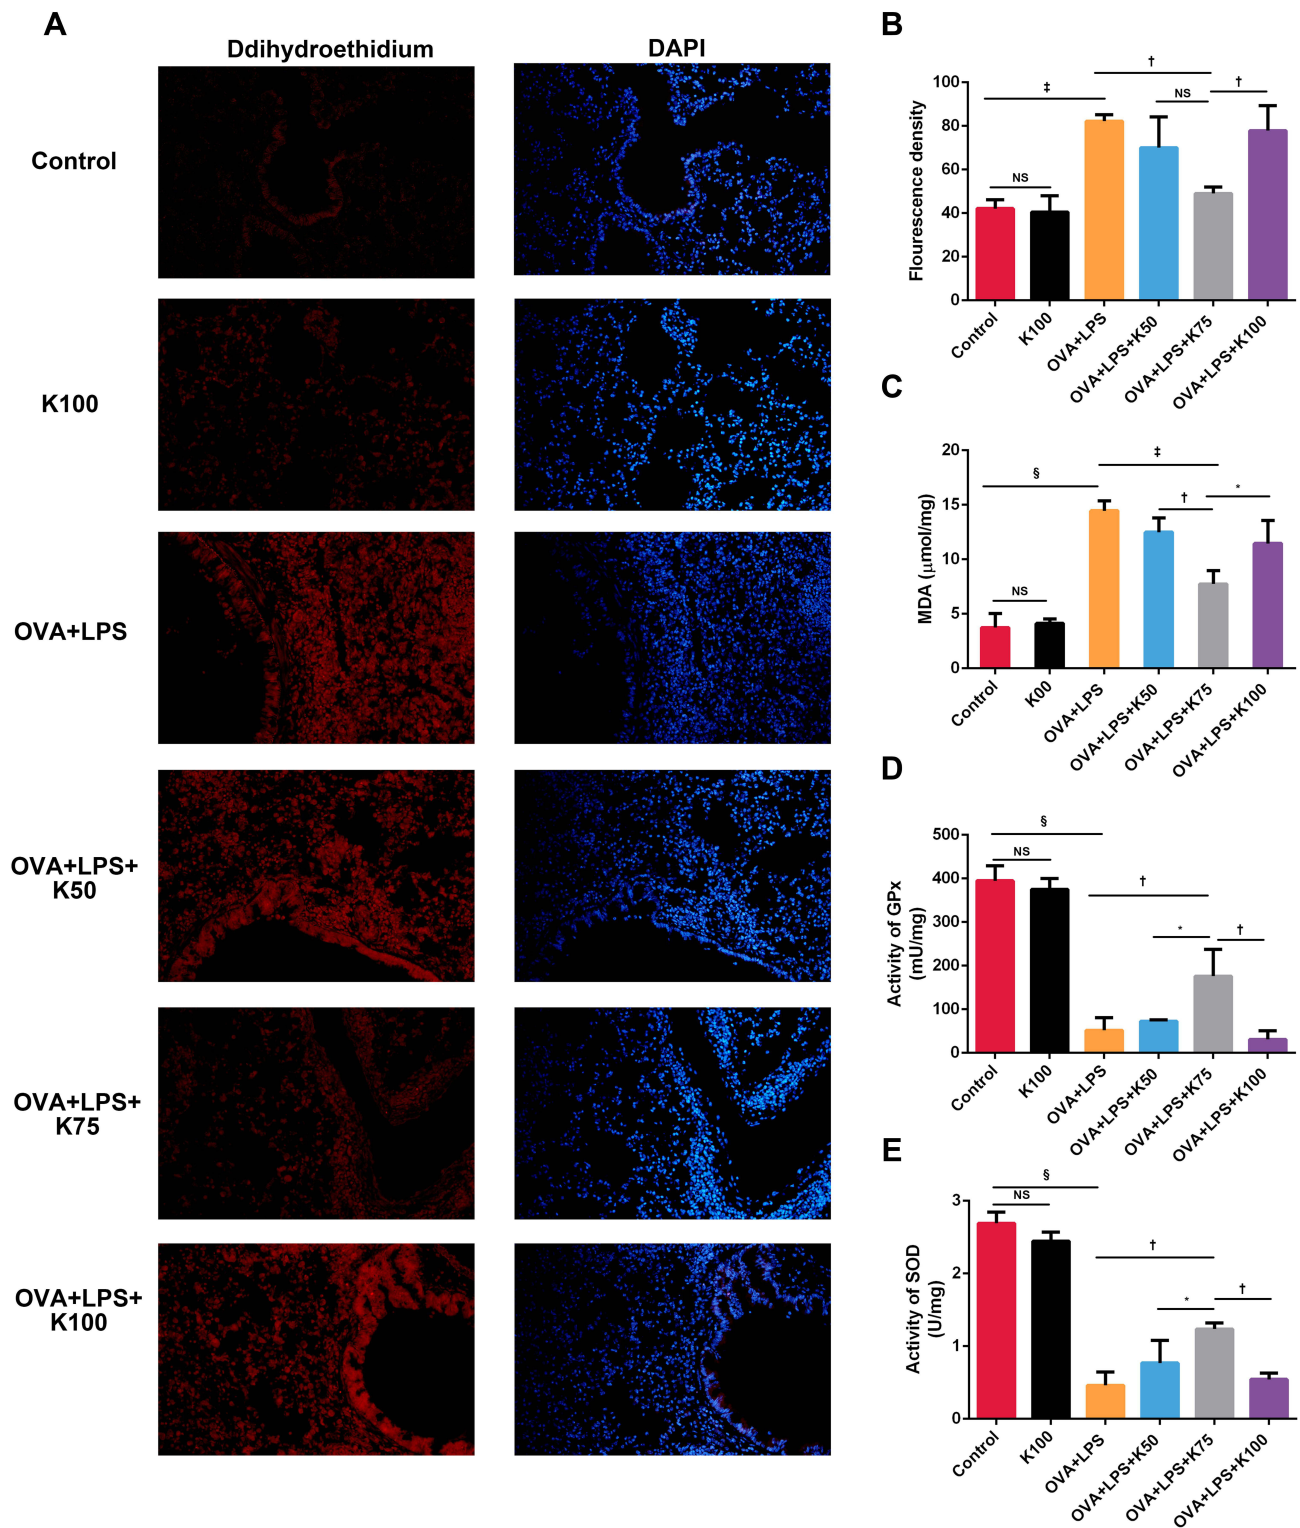 A
Ddihydroethidium
DAPI
Control
K100
OVA+LPS
OVA+LPS+
K50
OVA+LPS+
K75
OVA+LPS+
K100
B
Flourescence density
100
80
60
40
20
0
NS
‡
†
NS
†
Control
K100
OVA+LPS
OVA+LPS+K50
OVA+LPS+K75
OVA+LPS+K100
C
MDA (μmol/mg)
20
15
10
5
0
NS
§
‡
†
*
Control
K00
OVA+LPS
OVA+LPS+K50
OVA+LPS+K75
OVA+LPS+K100
D
Activity of GPx
(mU/mg)
500
400
300
200
100
0
§
NS
†
*
†
Control
K100
OVA+LPS
OVA+LPS+K50
OVA+LPS+K75
OVA+LPS+K100
E
Activity of SOD
(U/mg)
3
2
1
0
§
NS
†
*
†
Control
K100
OVA+LPS
OVA+LPS+K50
OVA+LPS+K75
OVA+LPS+K100